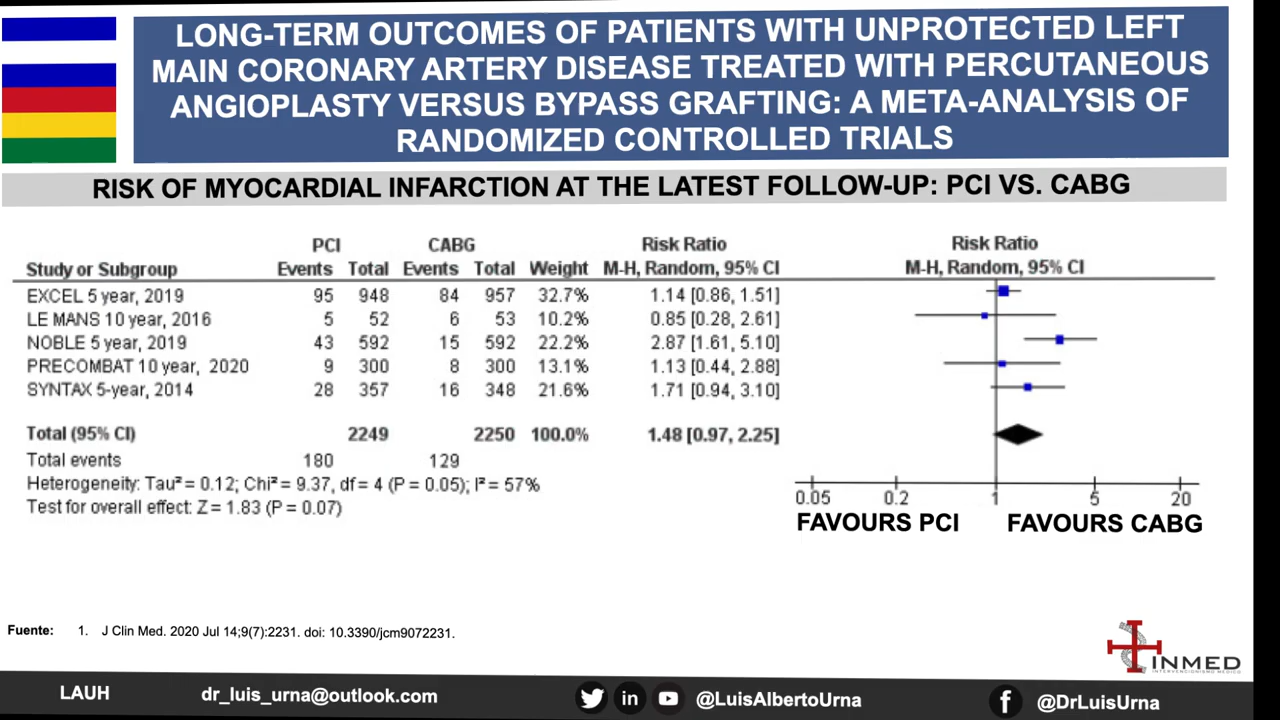 LONG-TERM OUTCOMES OF PATIENTS WITH UNPROTECTED LEFT
MAIN CORONARY ARTERY DISEASE TREATED WITH PERCUTANEOUS
ANGIOPLASTY VERSUS BYPASS GRAFTING: A META-ANALYSIS OF
RANDOMIZED CONTROLLED TRIALS
RISK OF MYOCARDIAL INFARCTION AT THE LATEST FOLLOW-UP: PCI VS. CABG
PCI CABG Risk Ratio Risk Ratio
Study or Subgroup Events Total Events Total Weight M-H, Random, 95% CI M-H, Random, 95% CI
EXCEL 5 year, 2019 95 948 84 957 32.7% 1.14 [0.86, 1.51]
LE MANS 10 year, 2016 5 52 6 53 10.2% 0.85 [0.28, 2.61]
NOBLE 5 year, 2019 43 592 15 592 22.2% 2.87 [1.61, 5.10]
PRECOMBAT 10 year, 2020 9 300 8 300 13.1% 1.13 [0.44, 2.88]
SYNTAX 5-year, 2014 28 357 16 348 21.6% 1.71 [0.94, 3.10]
Total (95% CI) 2249 2250 100.0% 1.48 [0.97, 2.25]
Total events 180 129
Heterogeneity: Tau² = 0.12; Chi² = 9.37, df = 4 (P = 0.05); I² = 57%
Test for overall effect: Z = 1.83 (P = 0.07)
0.05 0.2 1 5 20
FAVOURS PCI FAVOURS CABG
Fuente: 1. J Clin Med. 2020 Jul 14;9(7):2231. doi: 10.3390/jcm9072231.
INMED
INTERVENCIONISMO MÉDICO
LAUH dr_luis_urna@outlook.com @LuisAlbertoUrna @DrLuisUrna